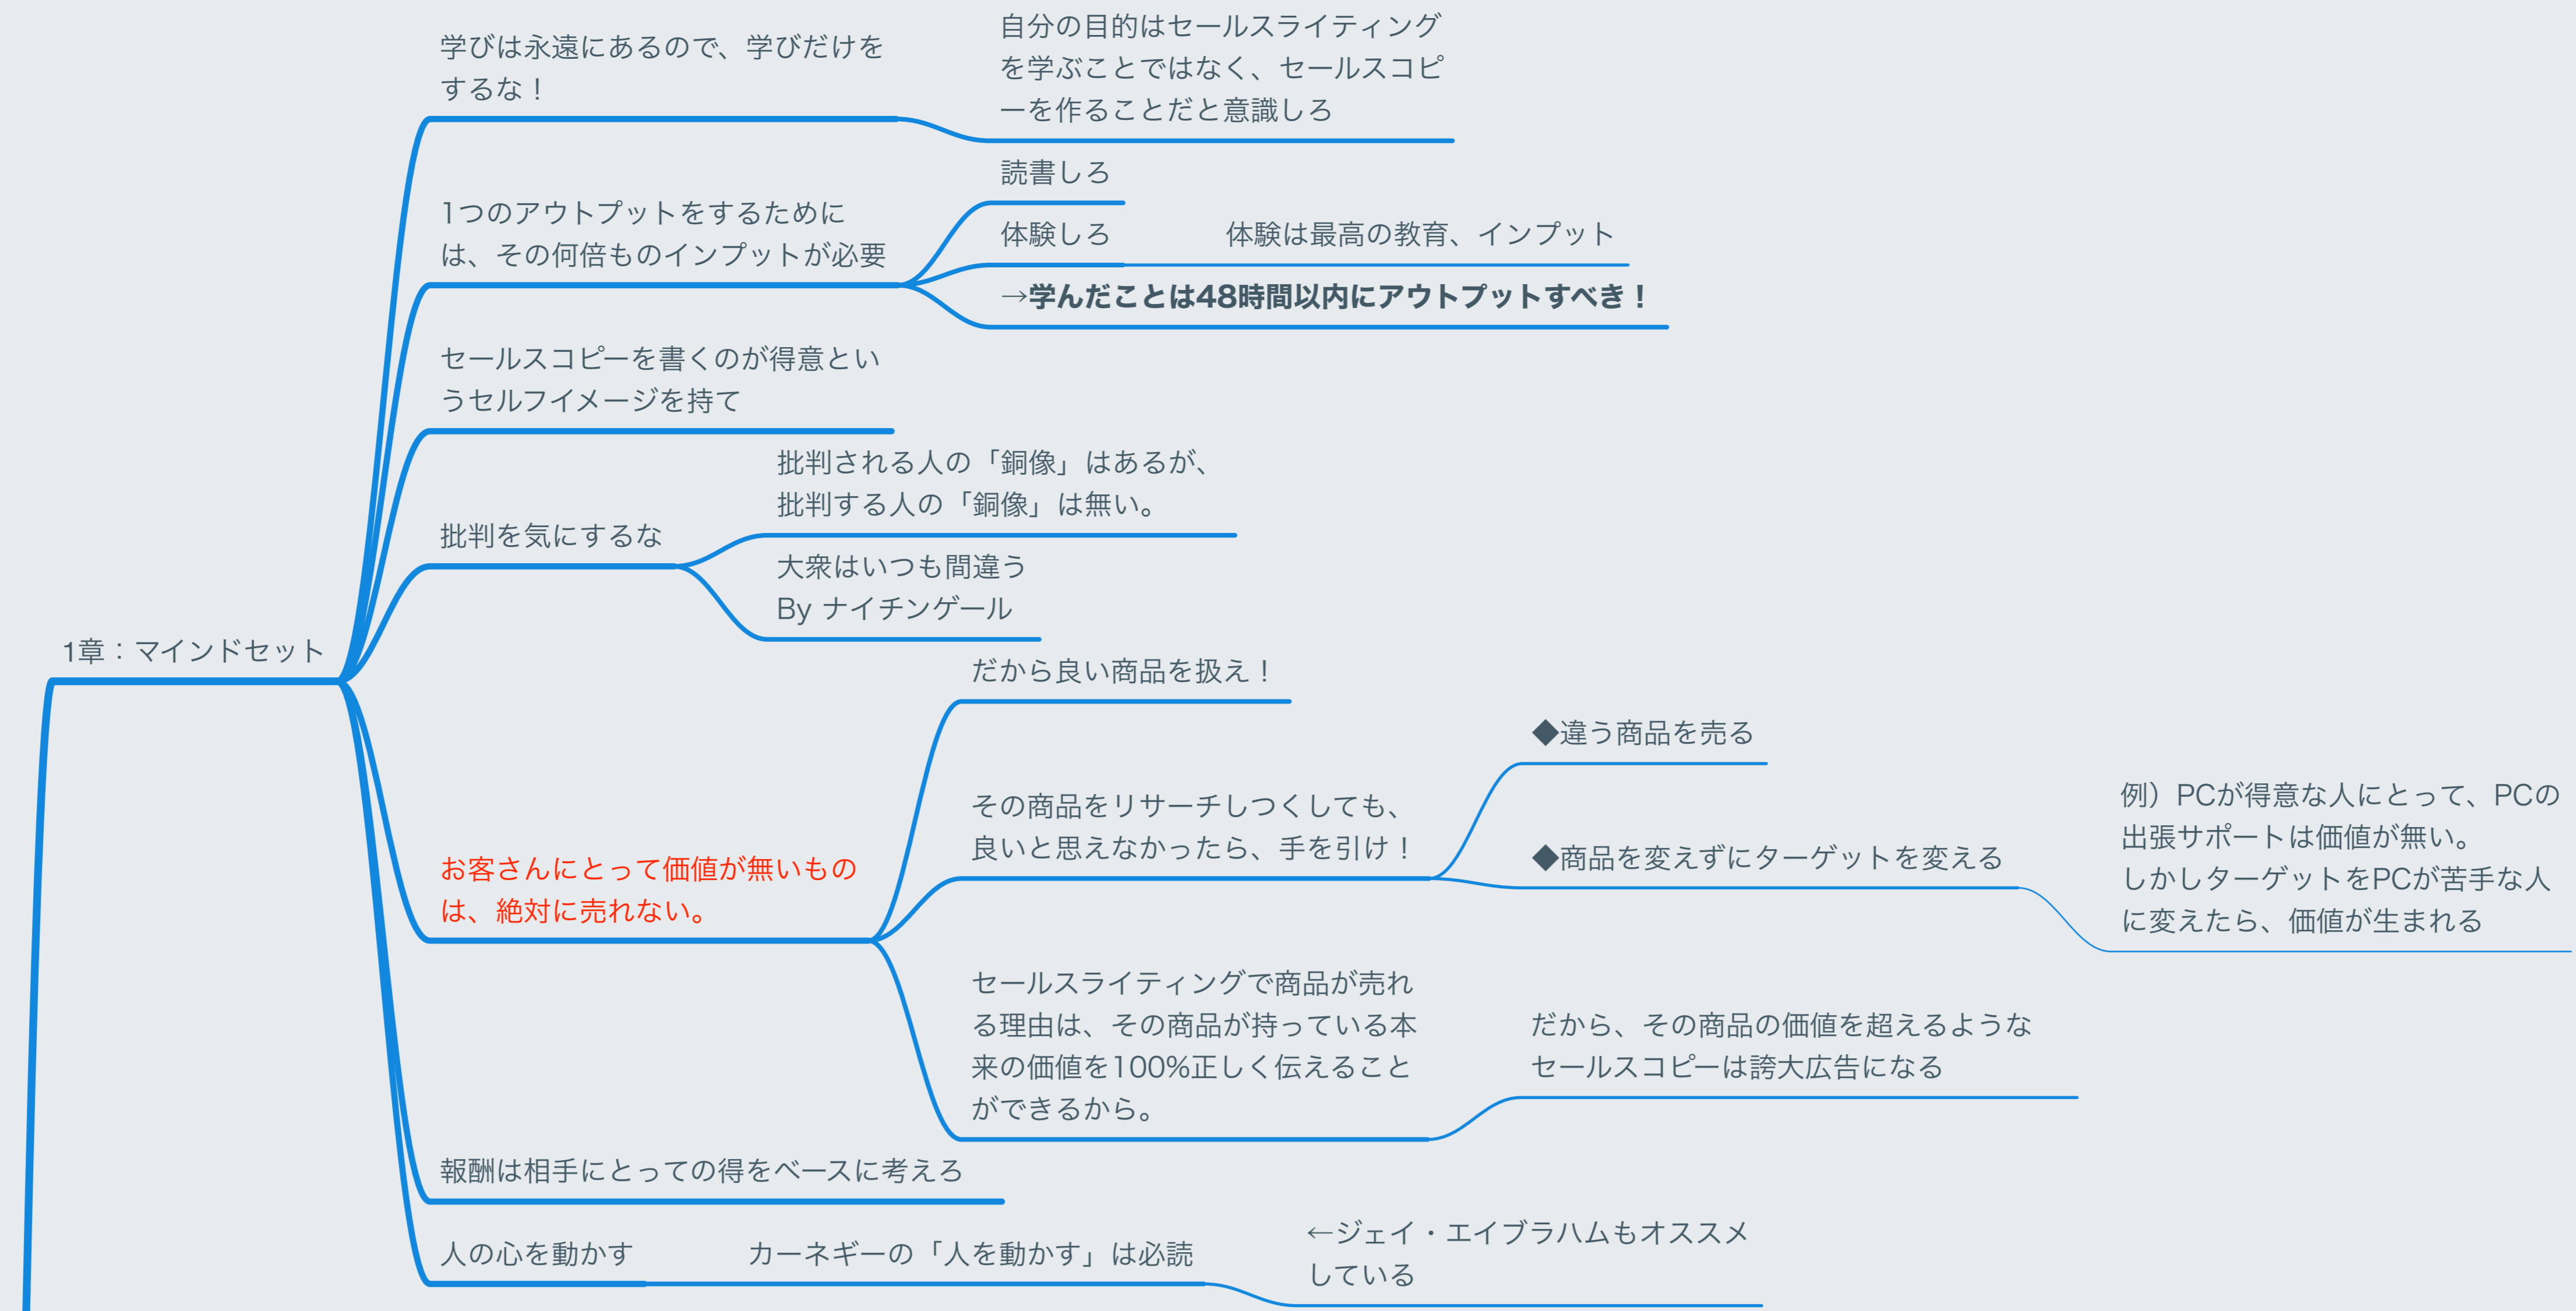 1章：マインドセット
学びは永遠にあるので、学びだけを
するな！
自分の目的はセールスライティング
を学ぶことではなく、セールスコピ
ーを作ることだと意識しろ
1つのアウトプットをするために
は、その何倍ものインプットが必要
読書しろ
体験しろ
体験は最高の教育、インプット
→学んだことは48時間以内にアウトプットすべき！
セールスコピーを書くのが得意とい
うセルフイメージを持て
批判を気にするな
批判される人の「銅像」はあるが、
批判する人の「銅像」は無い。
大衆はいつも間違う
By ナイチンゲール
お客さんにとって価値が無いもの
は、絶対に売れない。
だから良い商品を扱え！
その商品をリサーチしつくしても、
良いと思えなかったら、手を引け！
◆違う商品を売る
◆商品を変えずにターゲットを変える
例）PCが得意な人にとって、PCの
出張サポートは価値が無い。
しかしターゲットをPCが苦手な人
に変えたら、価値が生まれる
セールスライティングで商品が売れ
る理由は、その商品が持っている本
来の価値を100%正しく伝えること
ができるから。
だから、その商品の価値を超えるような
セールスコピーは誇大広告になる
報酬は相手にとっての得をベースに考えろ
人の心を動かす
カーネギーの「人を動かす」は必読
←ジェイ・エイブラハムもオススメ
している